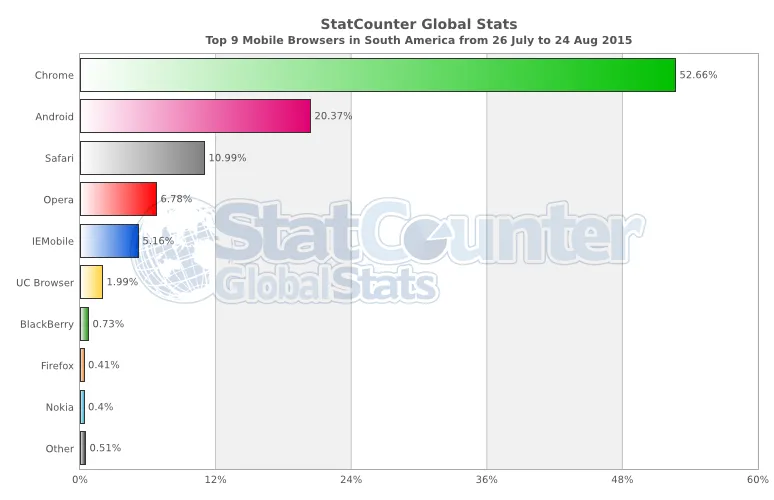 StatCounter Global Stats
Top 9 Mobile Browsers in South America from 26 July to 24 Aug 2015
Chrome 52.66%
Android 20.37%
Safari 10.99%
Opera 6.78%
IEMobile 5.16%
UC Browser 1.99%
BlackBerry 0.73%
Firefox 0.41%
Nokia 0.4%
Other 0.51%
StatCounter
GlobalStats
0% 12% 24% 36% 48% 60%